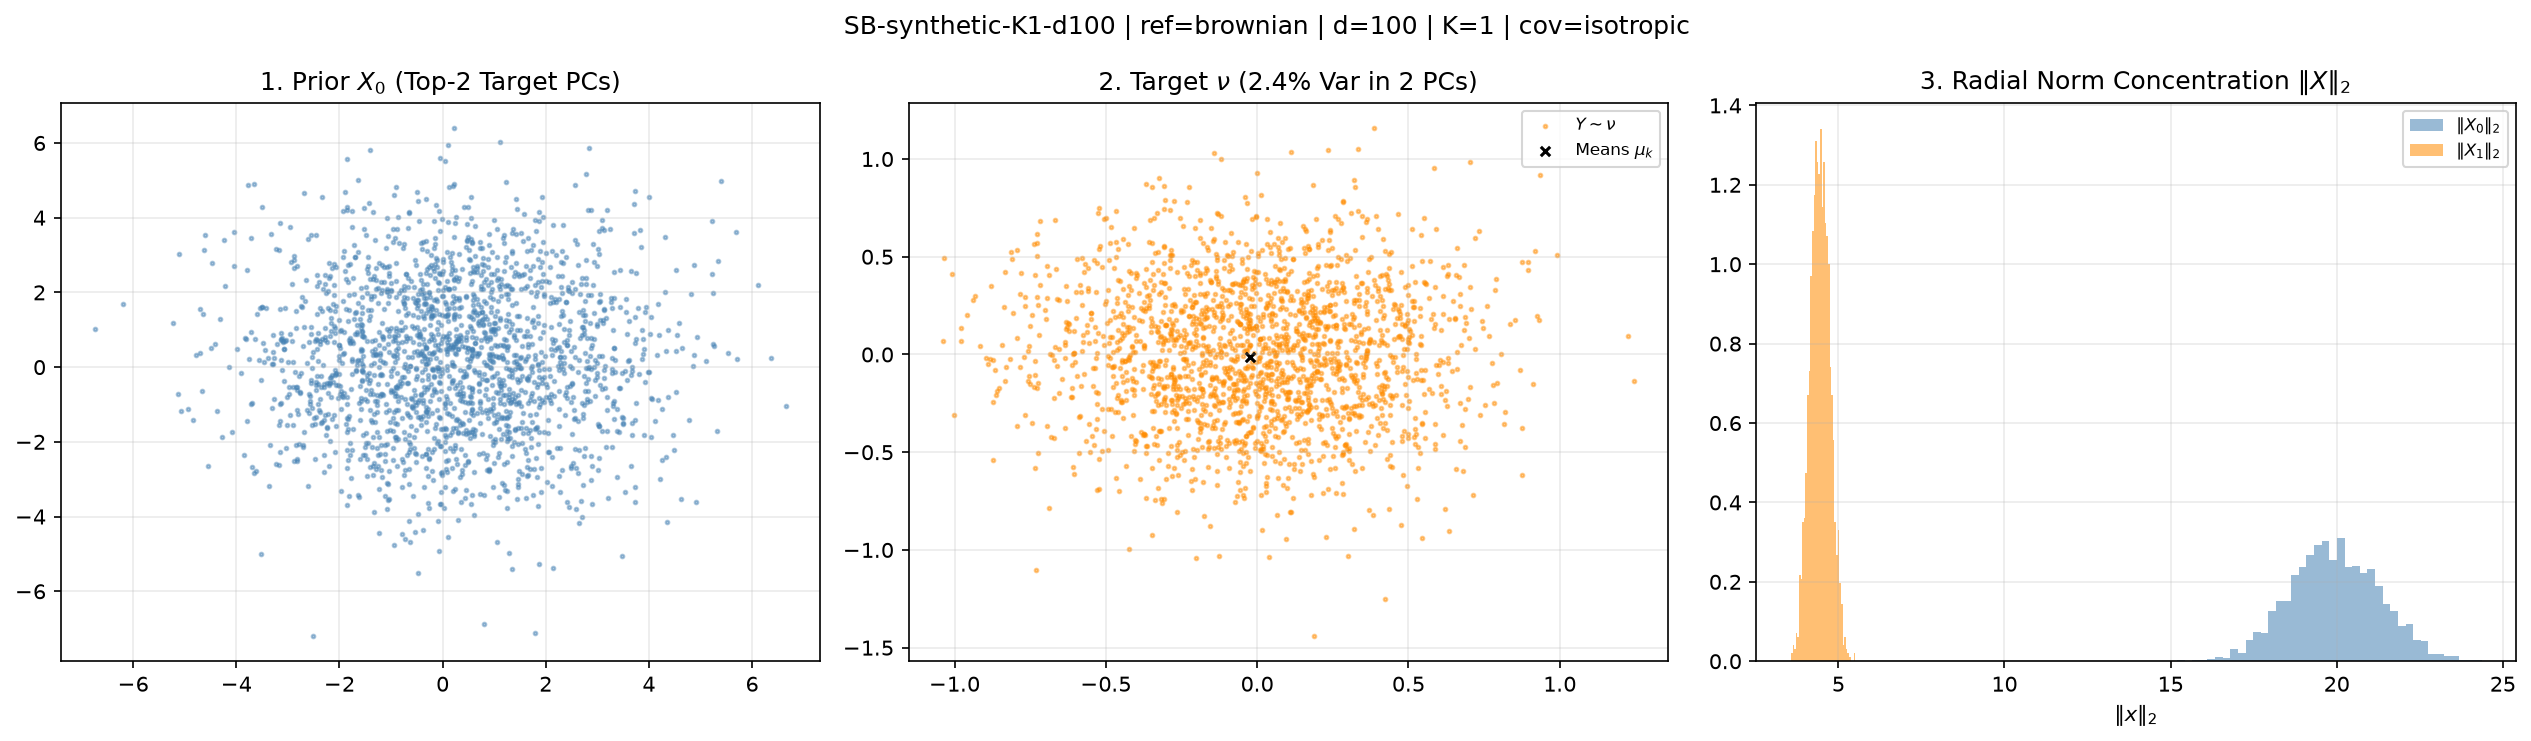 SB-synthetic-K1-d100 | ref=brownian | d=100 | K=1 | cov=isotropic
1. Prior X₀ (Top-2 Target PCs)
6
4
2
0
−2
−4
−6
−6 −4 −2 0 2 4 6
2. Target ν (2.4% Var in 2 PCs)
Y ~ ν
Means μₖ
1.0
0.5
0.0
−0.5
−1.0
−1.5
−1.0 −0.5 0.0 0.5 1.0
3. Radial Norm Concentration ‖X‖₂
‖X₀‖₂
‖X₁‖₂
1.4
1.2
1.0
0.8
0.6
0.4
0.2
0.0
5 10 15 20 25
‖x‖₂